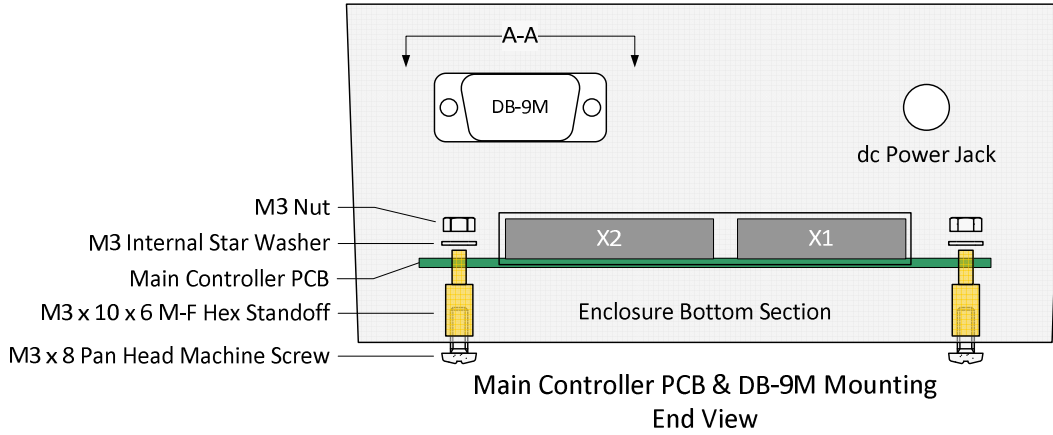 A-A
DB-9M
dc Power Jack
M3 Nut
M3 Internal Star Washer
Main Controller PCB
M3 x 10 x 6 M-F Hex Standoff
M3 x 8 Pan Head Machine Screw
X2
X1
Enclosure Bottom Section
Main Controller PCB & DB-9M Mounting
End View